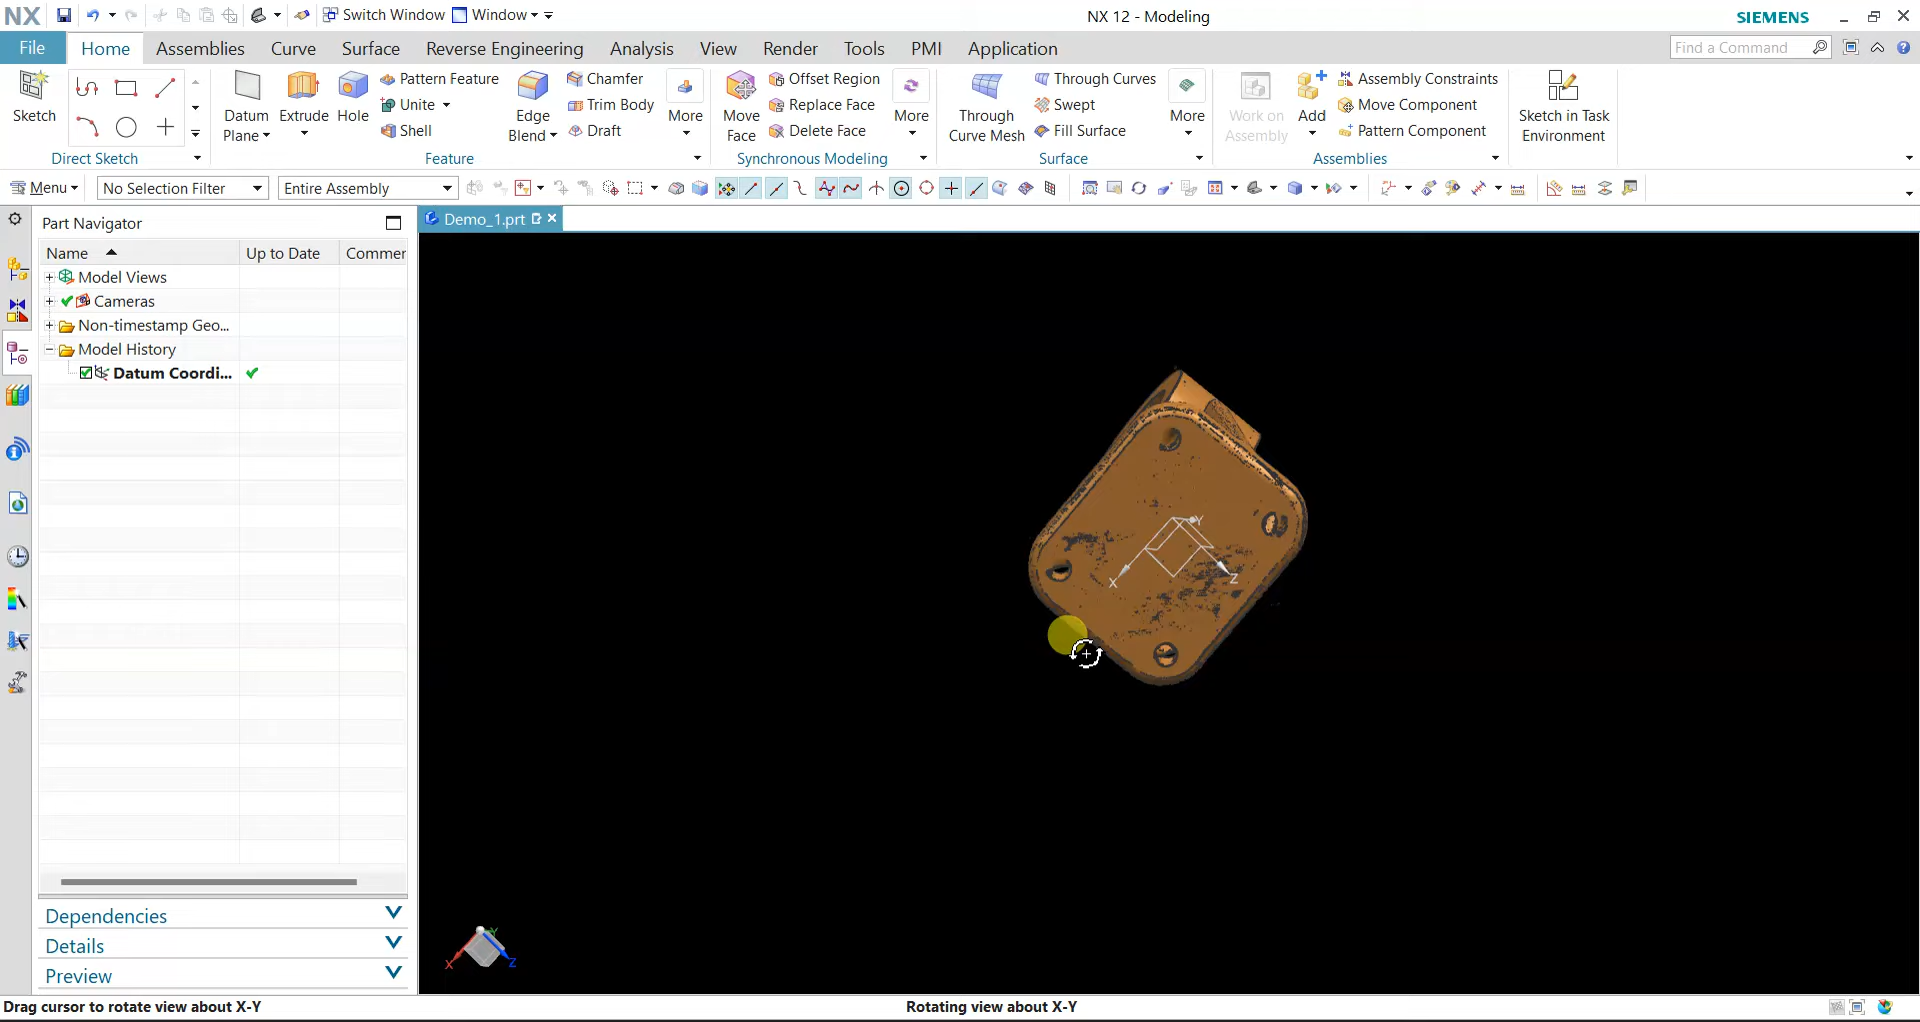 NX
Switch Window
Window
NX 12 - Modeling
SIEMENS
File
Home
Assemblies
Curve
Surface
Reverse Engineering
Analysis
View
Render
Tools
PMI
Application
Find a Command
Sketch
Direct Sketch
Datum
Plane
Extrude
Hole
Pattern Feature
Unite
Shell
Edge
Blend
Chamfer
Trim Body
Draft
More
Feature
Move
Face
Offset Region
Replace Face
Delete Face
More
Synchronous Modeling
Through
Curve Mesh
Through Curves
Swept
Fill Surface
More
Surface
Work on
Assembly
Add
Assembly Constraints
Move Component
Pattern Component
Assemblies
Sketch in Task
Environment
Menu
No Selection Filter
Entire Assembly
Part Navigator
Demo_1.prt
Name
Up to Date
Commer
Model Views
Cameras
Non-timestamp Geo...
Model History
Datum Coordi...
Y
X
Z
Dependencies
Details
Preview
Y
X
Z
Drag cursor to rotate view about X-Y
Rotating view about X-Y